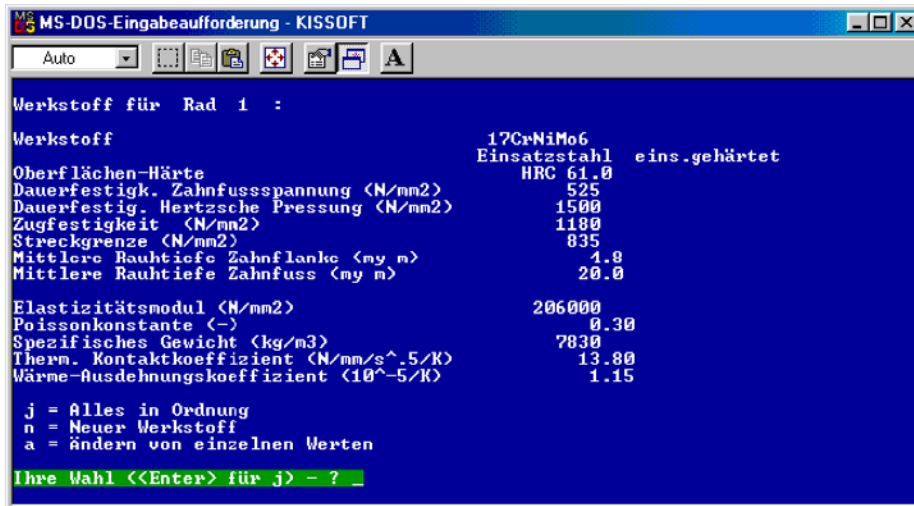 MS-DOS-Eingabeaufforderung - KISSOFT
Auto
A
Werkstoff für Rad 1 :
Werkstoff 17CrNiMo6
Einsatzstahl eins.gehärtet
Oberflächen-Härte HRC 61.0
Dauerfestigk. Zahnfussspannung (N/mm2) 525
Dauerfestig. Hertzsche Pressung (N/mm2) 1500
Zugfestigkeit (N/mm2) 1180
Streckgrenze (N/mm2) 835
Mittlere Rauhtiefe Zahnflanke (my m) 4.8
Mittlere Rauhtiefe Zahnfuss (my m) 20.0
Elastizitätsmodul (N/mm2) 206000
Poissonkonstante (-) 0.30
Spezifisches Gewicht (kg/m3) 7830
Therm. Kontaktkoeffizient (N/mm/s^.5/K) 13.80
Wärme-Ausdehnungskoeffizient (10^-5/K) 1.15
j = Alles in Ordnung
n = Neuer Werkstoff
a = Ändern von einzelnen Werten
Ihre Wahl (<Enter> für j) - ? _